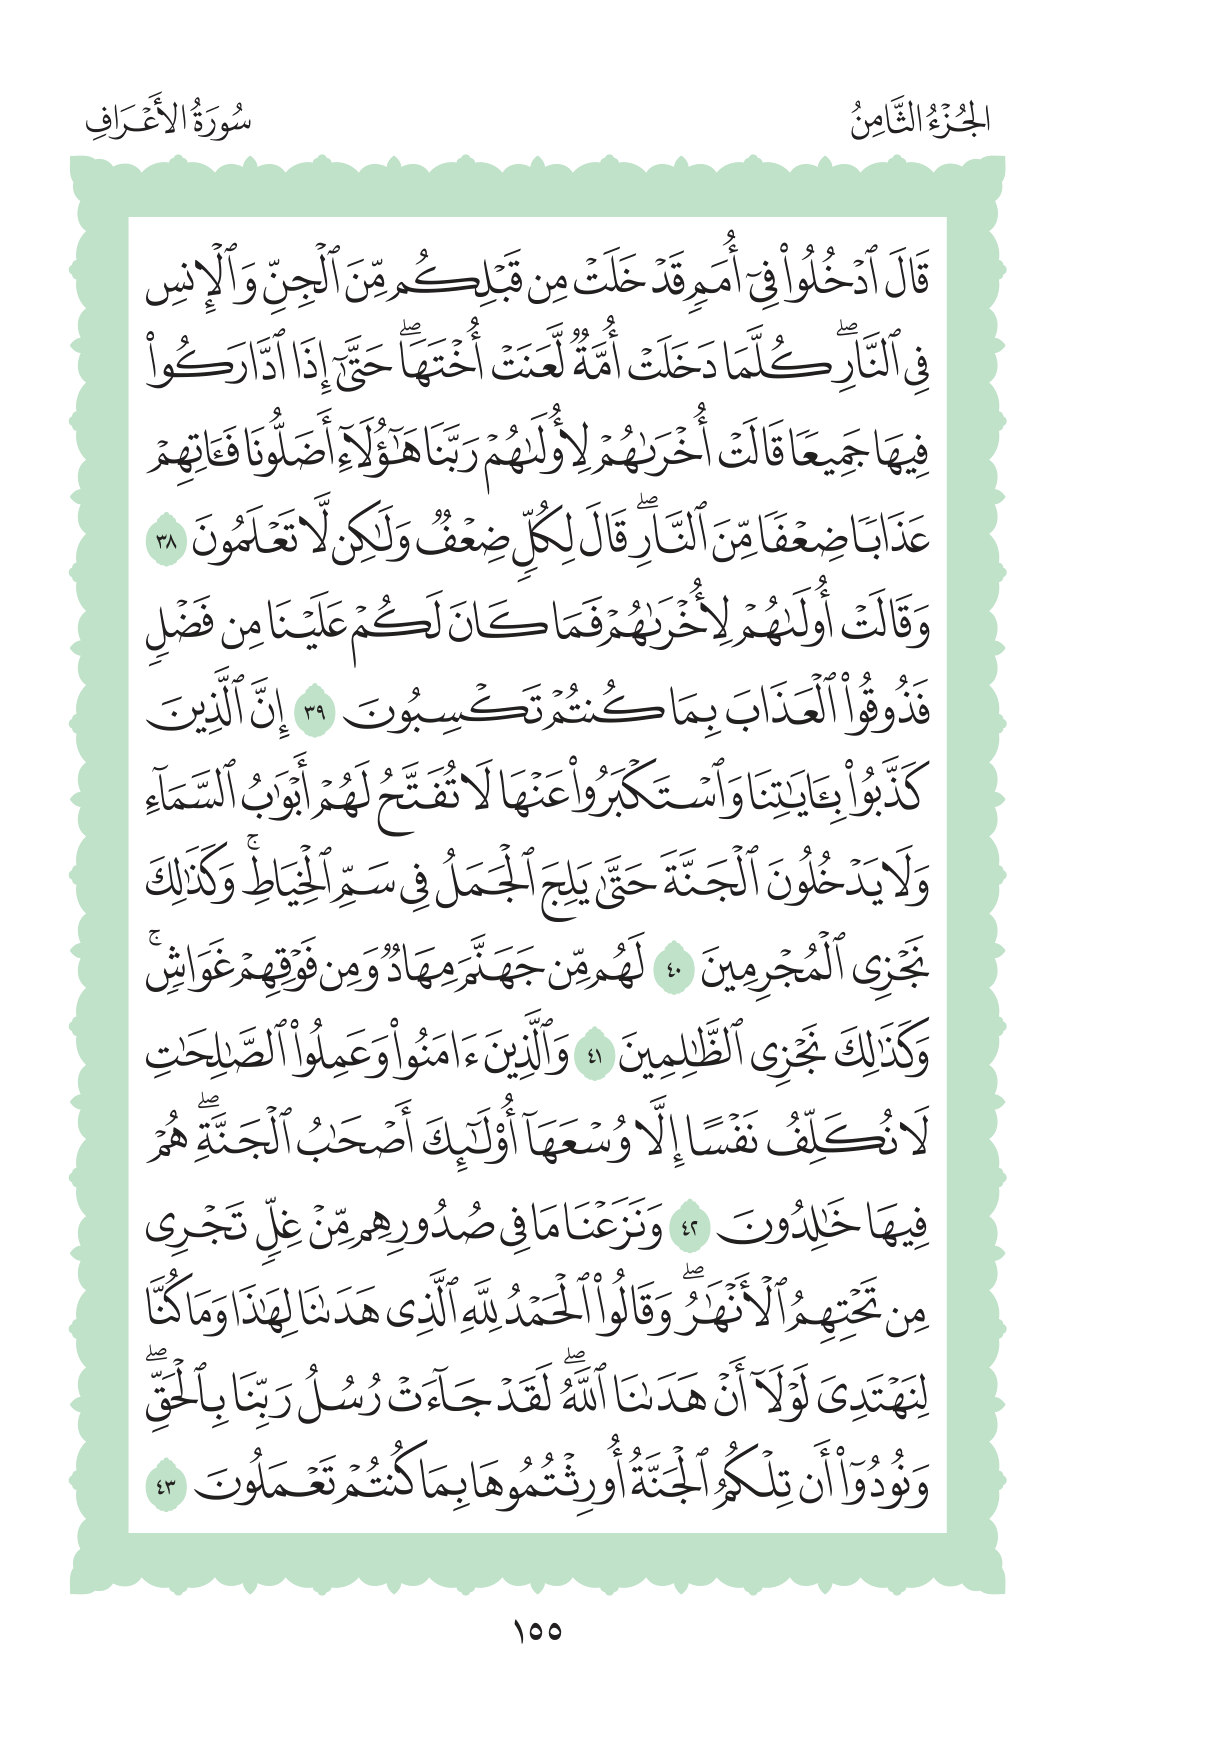 الجُزْءُ الثَّامِنُ
سُورَةُ الأَعْرَافِ
قَالَ ٱدْخُلُوا۟ فِىٓ أُمَمٍ قَدْ خَلَتْ مِن قَبْلِكُم مِّنَ ٱلْجِنِّ وَٱلْإِنسِ
فِى ٱلنَّارِ ۖ كُلَّمَا دَخَلَتْ أُمَّةٌ لَّعَنَتْ أُخْتَهَا ۖ حَتَّىٰٓ إِذَا ٱدَّارَكُوا۟
فِيهَا جَمِيعًا قَالَتْ أُخْرَىٰهُمْ لِأُولَىٰهُمْ رَبَّنَا هَـٰٓؤُلَآءِ أَضَلُّونَا فَـَٔاتِهِمْ
عَذَابًا ضِعْفًا مِّنَ ٱلنَّارِ ۖ قَالَ لِكُلٍّ ضِعْفٌ وَلَـٰكِن لَّا تَعْلَمُونَ ٣٨
وَقَالَتْ أُولَىٰهُمْ لِأُخْرَىٰهُمْ فَمَا كَانَ لَكُمْ عَلَيْنَا مِن فَضْلٍ
فَذُوقُوا۟ ٱلْعَذَابَ بِمَا كُنتُمْ تَكْسِبُونَ ٣٩ إِنَّ ٱلَّذِينَ
كَذَّبُوا۟ بِـَٔايَـٰتِنَا وَٱسْتَكْبَرُوا۟ عَنْهَا لَا تُفَتَّحُ لَهُمْ أَبْوَٰبُ ٱلسَّمَآءِ
وَلَا يَدْخُلُونَ ٱلْجَنَّةَ حَتَّىٰ يَلِجَ ٱلْجَمَلُ فِى سَمِّ ٱلْخِيَاطِ ۚ وَكَذَٰلِكَ
نَجْزِى ٱلْمُجْرِمِينَ ٤٠ لَهُم مِّن جَهَنَّمَ مِهَادٌ وَمِن فَوْقِهِمْ غَوَاشٍ ۚ
وَكَذَٰلِكَ نَجْزِى ٱلظَّـٰلِمِينَ ٤١ وَٱلَّذِينَ ءَامَنُوا۟ وَعَمِلُوا۟ ٱلصَّـٰلِحَـٰتِ
لَا نُكَلِّفُ نَفْسًا إِلَّا وُسْعَهَآ أُو۟لَـٰٓئِكَ أَصْحَـٰبُ ٱلْجَنَّةِ ۖ هُمْ
فِيهَا خَـٰلِدُونَ ٤٢ وَنَزَعْنَا مَا فِى صُدُورِهِم مِّنْ غِلٍّ تَجْرِى
مِن تَحْتِهِمُ ٱلْأَنْهَـٰرُ ۖ وَقَالُوا۟ ٱلْحَمْدُ لِلَّهِ ٱلَّذِى هَدَىٰنَا لِهَـٰذَا وَمَا كُنَّا
لِنَهْتَدِىَ لَوْلَآ أَنْ هَدَىٰنَا ٱللَّهُ ۖ لَقَدْ جَآءَتْ رُسُلُ رَبِّنَا بِٱلْحَقِّ ۖ
وَنُودُوٓا۟ أَن تِلْكُمُ ٱلْجَنَّةُ أُورِثْتُمُوهَا بِمَا كُنتُمْ تَعْمَلُونَ ٤٣
١٥٥